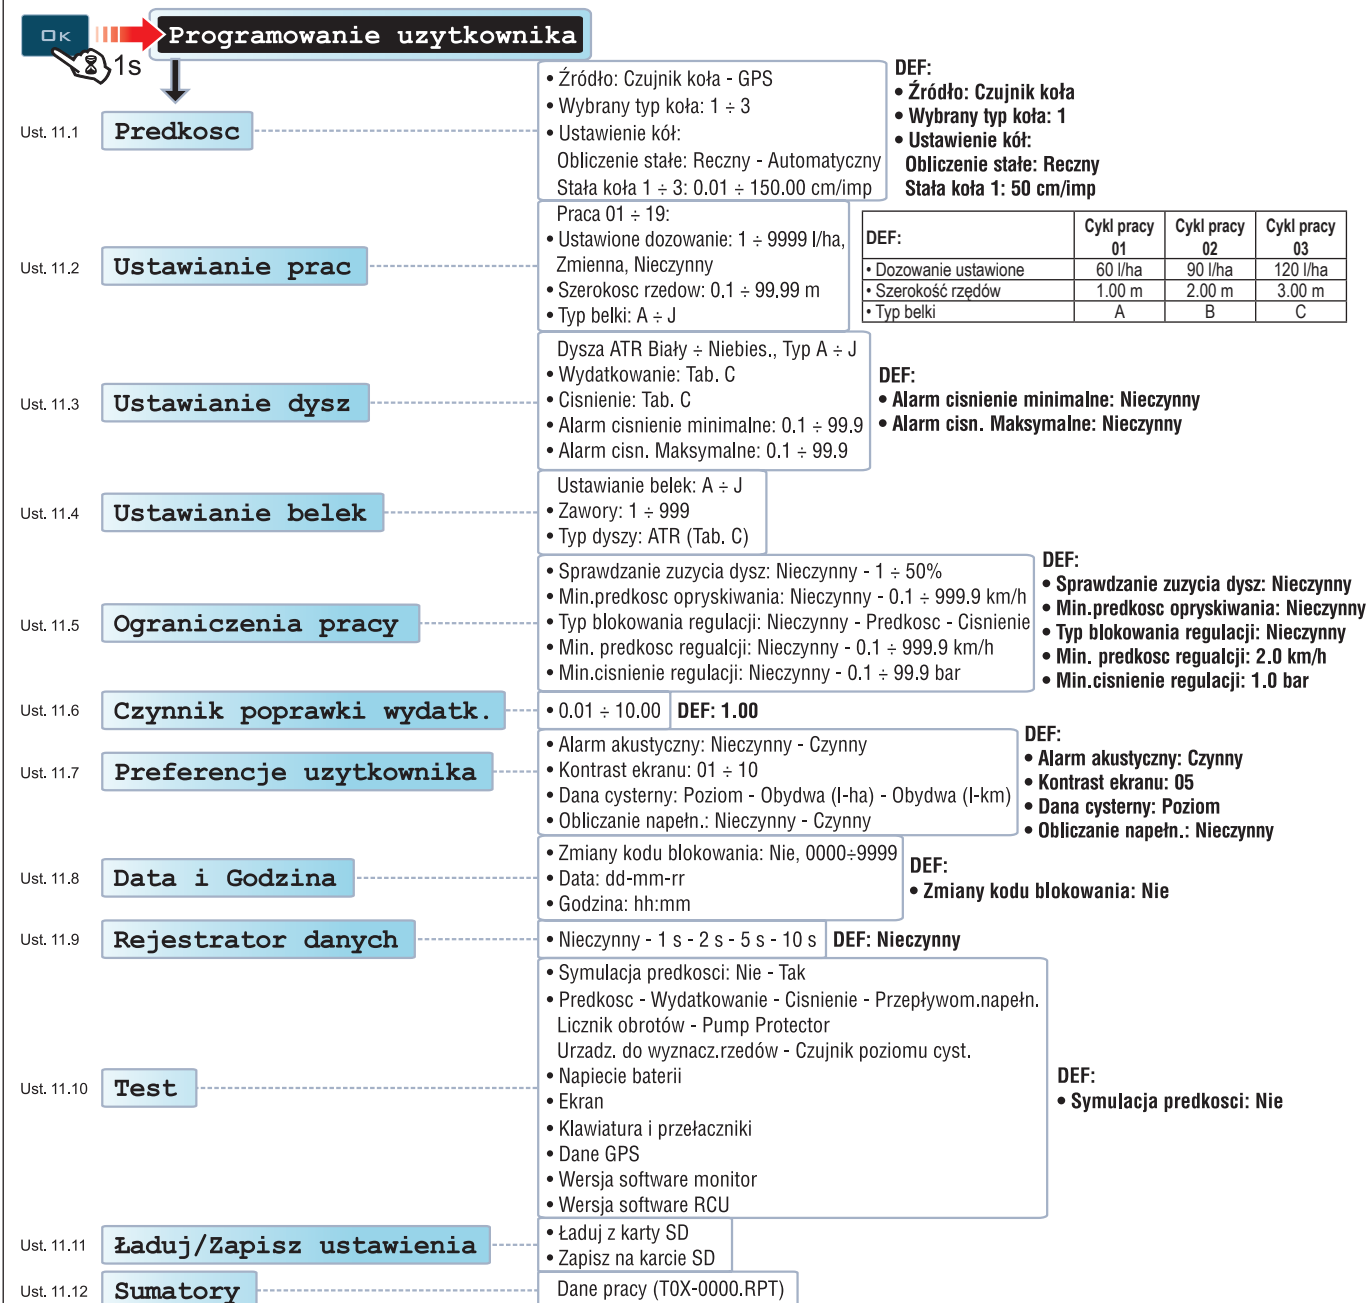 OK
Programowanie uzytkownika
1s
Ust. 11.1
Predkosc
• Źródło: Czujnik koła - GPS
• Wybrany typ koła: 1 ÷ 3
• Ustawienie kół:
Obliczenie stałe: Reczny - Automatyczny
Stała koła 1 ÷ 3: 0.01 ÷ 150.00 cm/imp
DEF:
• Źródło: Czujnik koła
• Wybrany typ koła: 1
• Ustawienie kół:
Obliczenie stałe: Reczny
Stała koła 1: 50 cm/imp
Ust. 11.2
Ustawianie prac
Praca 01 ÷ 19:
• Ustawione dozowanie: 1 ÷ 9999 l/ha,
Zmienna, Nieczynny
• Szerokosc rzedow: 0.1 ÷ 99.99 m
• Typ belki: A ÷ J
DEF: Cykl pracy 01 Cykl pracy 02 Cykl pracy 03
• Dozowanie ustawione 60 l/ha 90 l/ha 120 l/ha
• Szerokość rzędów 1.00 m 2.00 m 3.00 m
• Typ belki A B C
Ust. 11.3
Ustawianie dysz
Dysza ATR Biały ÷ Niebies., Typ A ÷ J
• Wydatkowanie: Tab. C
• Cisnienie: Tab. C
• Alarm cisnienie minimalne: 0.1 ÷ 99.9
• Alarm cisn. Maksymalne: 0.1 ÷ 99.9
DEF:
• Alarm cisnienie minimalne: Nieczynny
• Alarm cisn. Maksymalne: Nieczynny
Ust. 11.4
Ustawianie belek
Ustawianie belek: A ÷ J
• Zawory: 1 ÷ 999
• Typ dyszy: ATR (Tab. C)
Ust. 11.5
Ograniczenia pracy
• Sprawdzanie zuzycia dysz: Nieczynny - 1 ÷ 50%
• Min.predkosc opryskiwania: Nieczynny - 0.1 ÷ 999.9 km/h
• Typ blokowania regulacji: Nieczynny - Predkosc - Cisnienie
• Min. predkosc regualcji: Nieczynny - 0.1 ÷ 999.9 km/h
• Min.cisnienie regulacji: Nieczynny - 0.1 ÷ 99.9 bar
DEF:
• Sprawdzanie zuzycia dysz: Nieczynny
• Min.predkosc opryskiwania: Nieczynny
• Typ blokowania regulacji: Nieczynny
• Min. predkosc regualcji: 2.0 km/h
• Min.cisnienie regulacji: 1.0 bar
Ust. 11.6
Czynnik poprawki wydatk.
• 0.01 ÷ 10.00
DEF: 1.00
Ust. 11.7
Preferencje uzytkownika
• Alarm akustyczny: Nieczynny - Czynny
• Kontrast ekranu: 01 ÷ 10
• Dana cysterny: Poziom - Obydwa (l-ha) - Obydwa (l-km)
• Obliczanie napełn.: Nieczynny - Czynny
DEF:
• Alarm akustyczny: Czynny
• Kontrast ekranu: 05
• Dana cysterny: Poziom
• Obliczanie napełn.: Nieczynny
Ust. 11.8
Data i Godzina
• Zmiany kodu blokowania: Nie, 0000÷9999
• Data: dd-mm-rr
• Godzina: hh:mm
DEF:
• Zmiany kodu blokowania: Nie
Ust. 11.9
Rejestrator danych
• Nieczynny - 1 s - 2 s - 5 s - 10 s
DEF: Nieczynny
Ust. 11.10
Test
• Symulacja predkosci: Nie - Tak
• Predkosc - Wydatkowanie - Cisnienie - Przepływom.napełn.
Licznik obrotów - Pump Protector
Urzadz. do wyznacz.rzedów - Czujnik poziomu cyst.
• Napiecie baterii
• Ekran
• Klawiatura i przełaczniki
• Dane GPS
• Wersja software monitor
• Wersja software RCU
DEF:
• Symulacja predkosci: Nie
Ust. 11.11
Ładuj/Zapisz ustawienia
• Ładuj z karty SD
• Zapisz na karcie SD
Ust. 11.12
Sumatory
Dane pracy (T0X-0000.RPT)